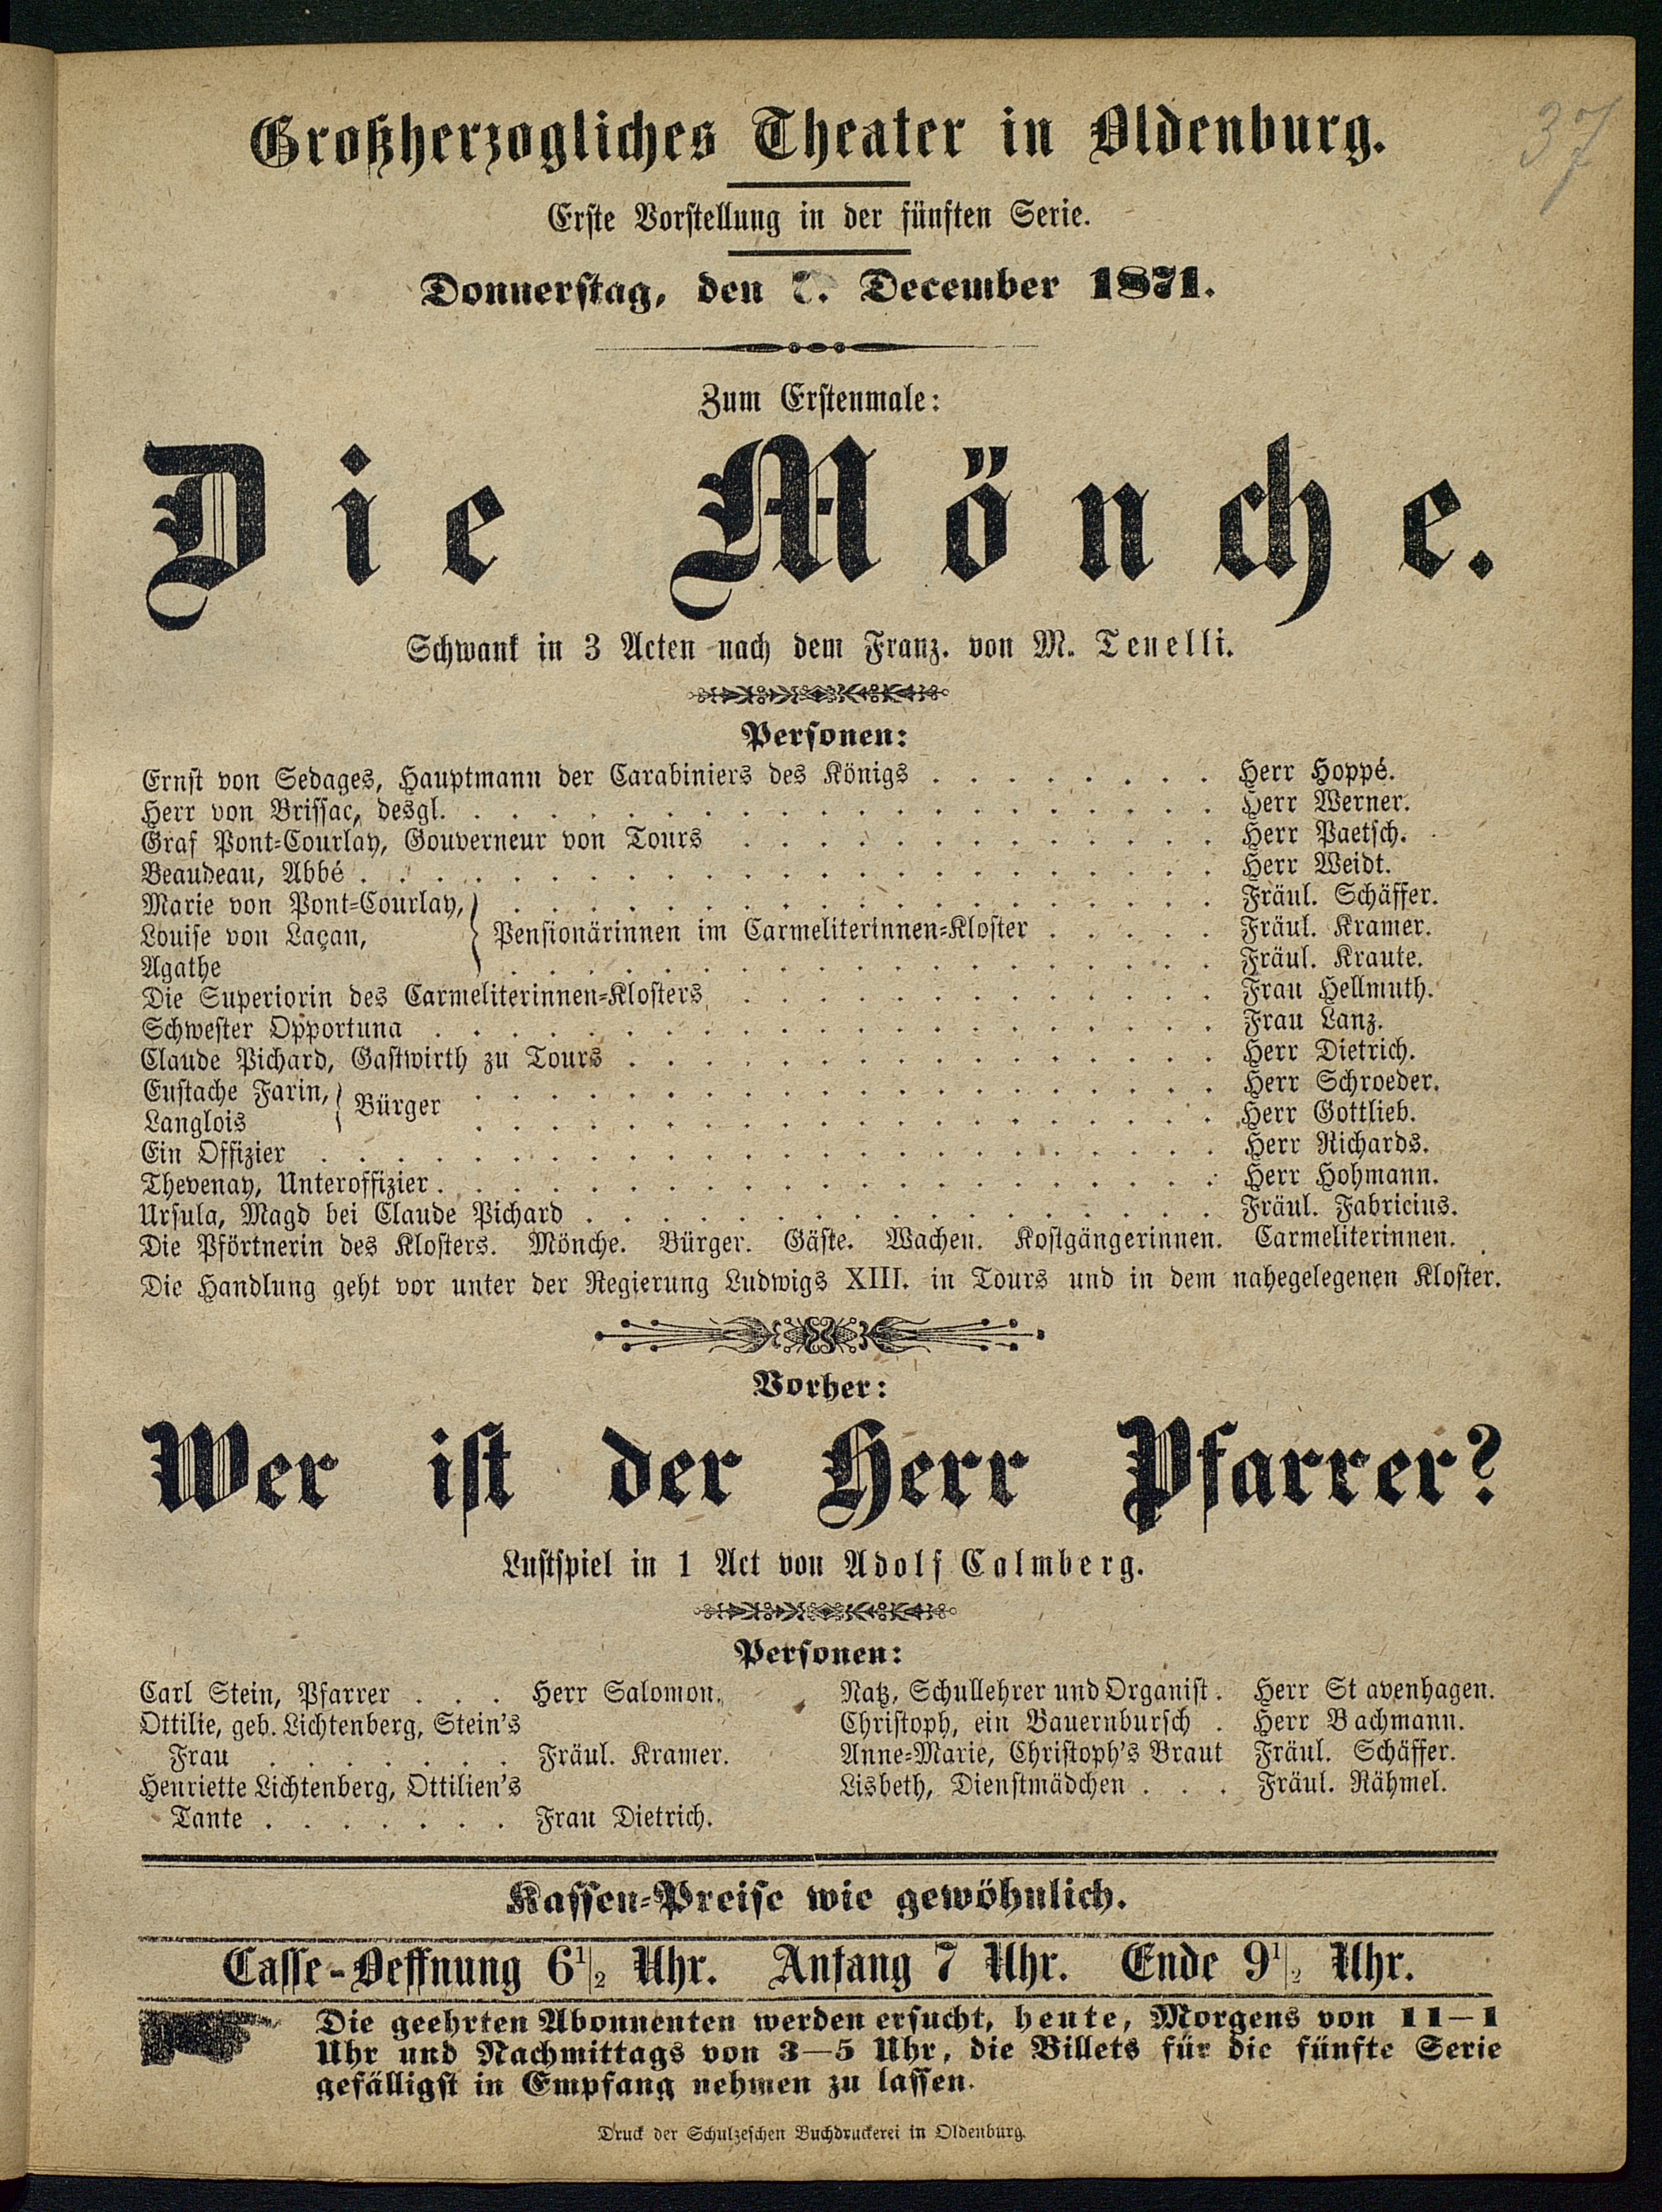 37
Großherzogliches Theater in Oldenburg.
Erste Vorstellung in der fünften Serie.
Donnerstag, den 7. December 1871.
Zum Erstenmale:
Die Mönche.
Schwank in 3 Acten nach dem Franz. von M. Tenelli.
Personen:
Ernst von Sedages, Hauptmann der Carabiniers des Königs . . . . . . . . Herr Hoppé.
Herr von Brissac, desgl. . . . . . . . . . . . . . . . . . . . . Herr Werner.
Graf Pont-Courlay, Gouverneur von Tours . . . . . . . . . . . . . Herr Paetsch.
Beaudeau, Abbé . . . . . . . . . . . . . . . . . . . . . . . Herr Weidt.
Marie von Pont-Courlay, . . . . . . . . . . . . . . . . . . . Fräul. Schäffer.
Louise von Laçan, } Pensionärinnen im Carmeliterinnen-Kloster . . . . . Fräul. Kramer.
Agathe . . . . . . . . . . . . . . . . . . . Fräul. Kraute.
Die Superiorin des Carmeliterinnen-Klosters . . . . . . . . . . . . . Frau Hellmuth.
Schwester Opportuna . . . . . . . . . . . . . . . . . . . . . Frau Lanz.
Claude Pichard, Gastwirth zu Tours . . . . . . . . . . . . . . . . Herr Dietrich.
Eustache Farin, } Bürger . . . . . . . . . . . . . . . . . . . . Herr Schroeder.
Langlois . . . . . . . . . . . . . . . . . . . . Herr Gottlieb.
Ein Offizier . . . . . . . . . . . . . . . . . . . . . . . . Herr Richards.
Thevenay, Unteroffizier . . . . . . . . . . . . . . . . . . . . . Herr Hohmann.
Ursula, Magd bei Claude Pichard . . . . . . . . . . . . . . . . . Fräul. Fabricius.
Die Pförtnerin des Klosters. Mönche. Bürger. Gäste. Wachen. Kostgängerinnen. Carmeliterinnen.
Die Handlung geht vor unter der Regierung Ludwigs XIII. in Tours und in dem nahegelegenen Kloster.
Vorher:
Wer ist der Herr Pfarrer?
Lustspiel in 1 Act von Adolf Calmberg.
Personen:
Carl Stein, Pfarrer . . . Herr Salomon.
Ottilie, geb. Lichtenberg, Stein's
Frau . . . . . . . Fräul. Kramer.
Henriette Lichtenberg, Ottilien's
Tante . . . . . . . Frau Dietrich.
Natz, Schullehrer und Organist . Herr Stavenhagen.
Christoph, ein Bauernbursch . Herr Bachmann.
Anne-Marie, Christoph's Braut Fräul. Schäffer.
Lisbeth, Dienstmädchen . . . Fräul. Rähmel.
Kassen-Preise wie gewöhnlich.
Casse-Oeffnung 6½ Uhr. Anfang 7 Uhr. Ende 9½ Uhr.
Die geehrten Abonnenten werden ersucht, heute, Morgens von 11—1
Uhr und Nachmittags von 3—5 Uhr, die Billets für die fünfte Serie
gefälligst in Empfang nehmen zu lassen.
Druck der Schulzeschen Buchdruckerei in Oldenburg.